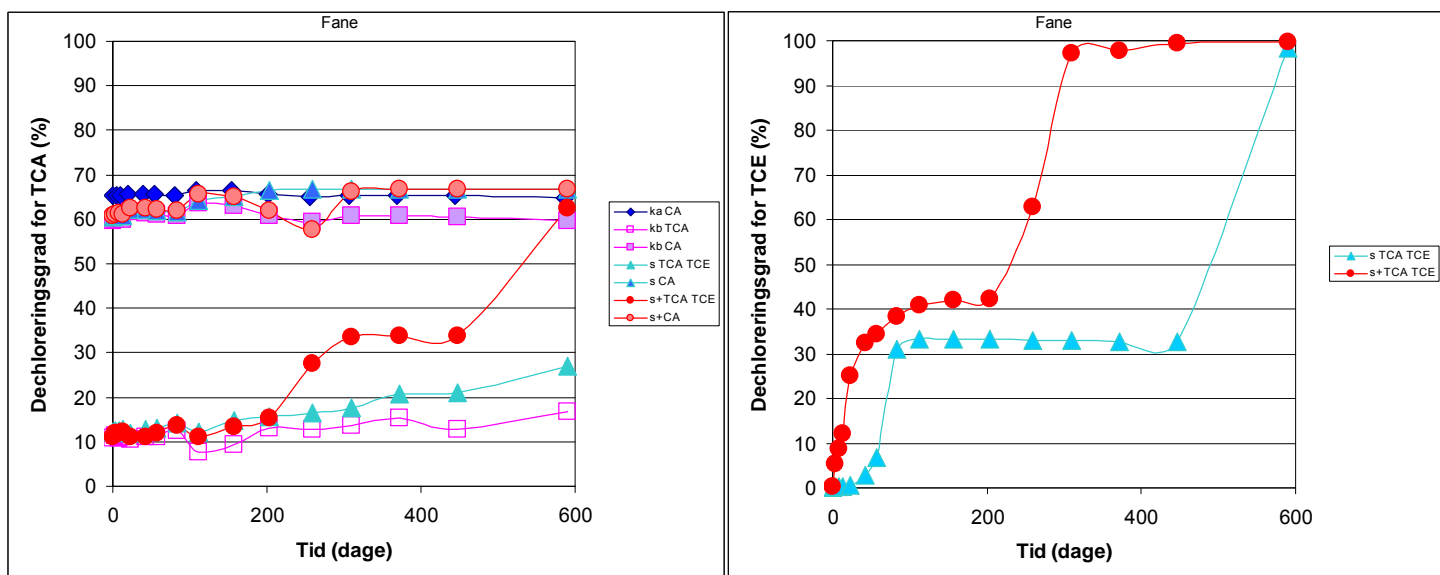 Fane
Dechloreringsgrad for TCA (%)
100
90
80
70
60
50
40
30
20
10
0
0 200 400 600
Tid (dage)
ka CA
kb TCA
kb CA
s TCA TCE
s CA
s+TCA TCE
s+CA
Fane
Dechloreringsgrad for TCE (%)
100
90
80
70
60
50
40
30
20
10
0
0 200 400 600
Tid (dage)
s TCA TCE
s+TCA TCE